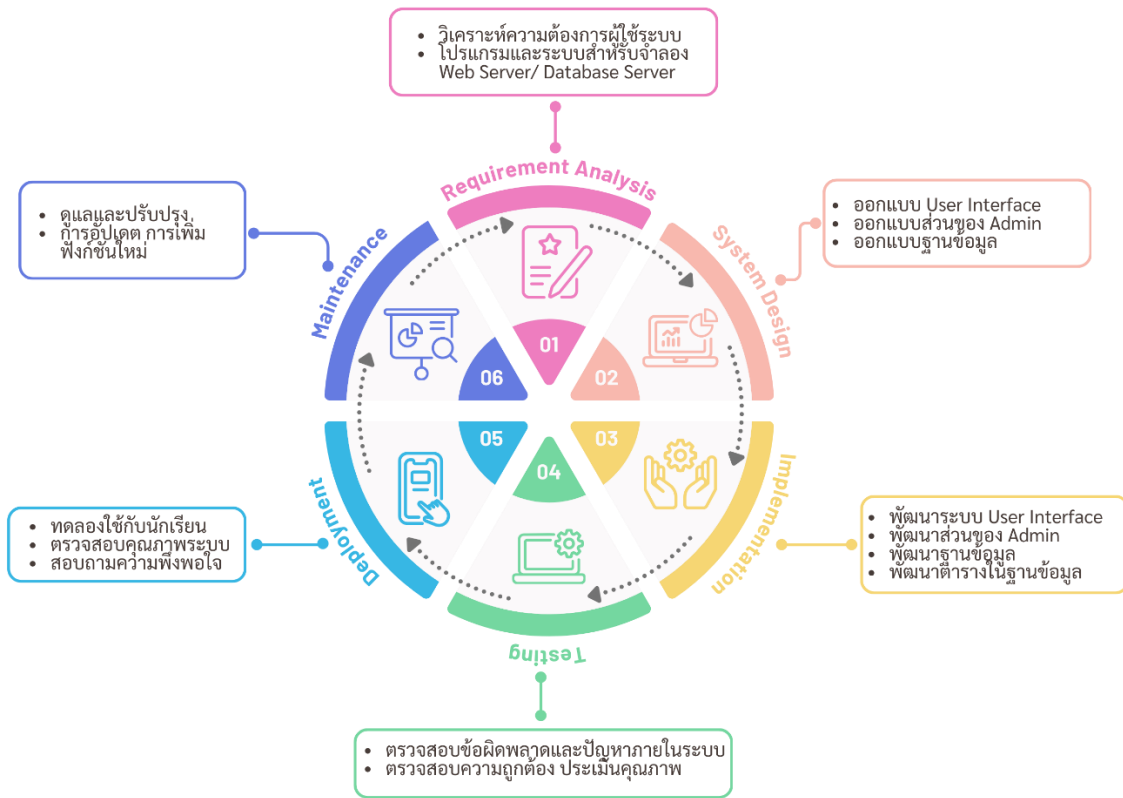 • วิเคราะห์ความต้องการผู้ใช้ระบบ
• โปรแกรมและระบบสำหรับจำลอง
Web Server/ Database Server
Requirement Analysis
01
• ออกแบบ User Interface
• ออกแบบส่วนของ Admin
• ออกแบบฐานข้อมูล
System Design
02
• พัฒนาระบบ User Interface
• พัฒนาส่วนของ Admin
• พัฒนาฐานข้อมูล
• พัฒนาตารางในฐานข้อมูล
Implementation
03
Testing
04
• ตรวจสอบข้อผิดพลาดและปัญหาภายในระบบ
• ตรวจสอบความถูกต้อง ประเมินคุณภาพ
• ทดลองใช้กับนักเรียน
• ตรวจสอบคุณภาพระบบ
• สอบถามความพึงพอใจ
Deployment
05
• ดูแลและปรับปรุง
• การอัปเดต การเพิ่ม
ฟังก์ชันใหม่
Maintenance
06